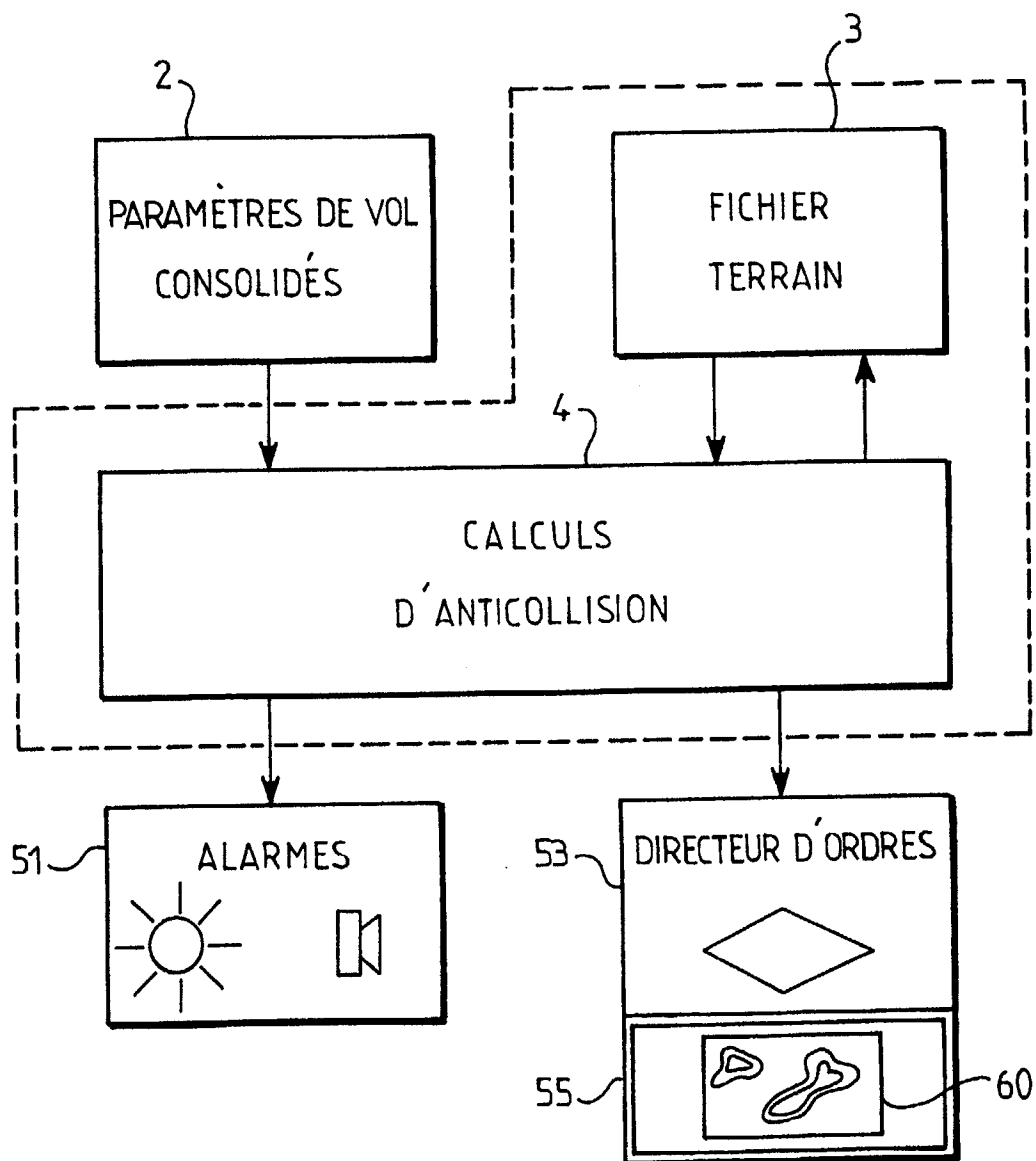 2
3
PARAMÈTRES DE VOL
CONSOLIDÉS
FICHIER
TERRAIN
4
CALCULS
D'ANTICOLLISION
51
ALARMES
53
DIRECTEUR D'ORDRES
55
60